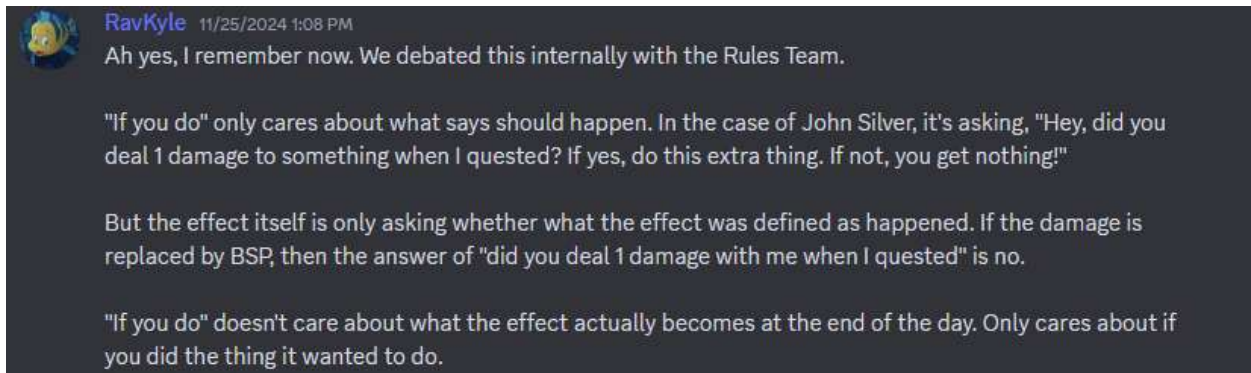 RavKyle 11/25/2024 1:08 PM
Ah yes, I remember now. We debated this internally with the Rules Team.
"If you do" only cares about what says should happen. In the case of John Silver, it's asking, "Hey, did you
deal 1 damage to something when I quested? If yes, do this extra thing. If not, you get nothing!"
But the effect itself is only asking whether what the effect was defined as happened. If the damage is
replaced by BSP, then the answer of "did you deal 1 damage with me when I quested" is no.
"If you do" doesn't care about what the effect actually becomes at the end of the day. Only cares about if
you did the thing it wanted to do.